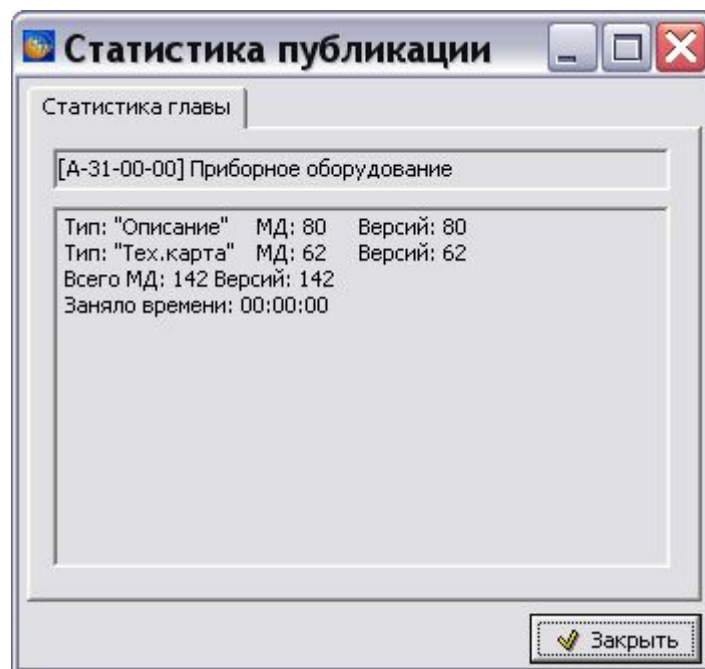 Статистика публикации
Статистика главы
[А-31-00-00] Приборное оборудование
Тип: "Описание" МД: 80 Версий: 80
Тип: "Тех.карта" МД: 62 Версий: 62
Всего МД: 142 Версий: 142
Заняло времени: 00:00:00
Закрыть